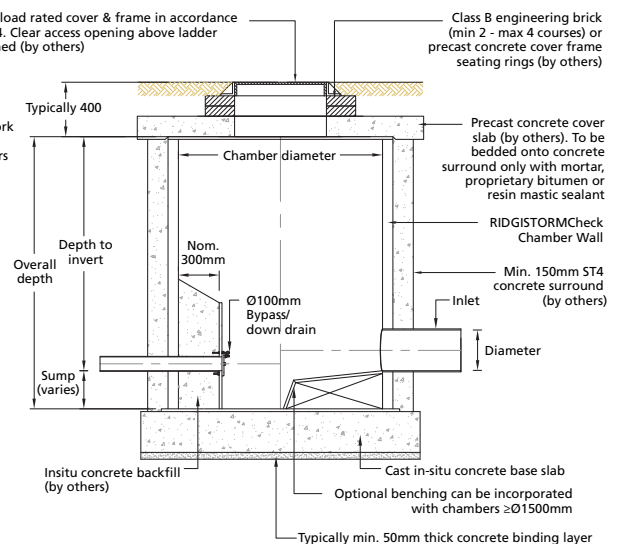 load rated cover & frame in accordance
4. Clear access opening above ladder
ned (by others)
Class B engineering brick
(min 2 - max 4 courses) or
precast concrete cover frame
seating rings (by others)
Typically 400
ork
rs
Chamber diameter
Precast concrete cover
slab (by others). To be
bedded onto concrete
surround only with mortar,
proprietary bitumen or
resin mastic sealant
RIDGISTORMCheck
Chamber Wall
Overall
depth
Depth to
invert
Nom.
300mm
Min. 150mm ST4
concrete surround
(by others)
Ø100mm
Bypass/
down drain
Inlet
Diameter
Sump
(varies)
Insitu concrete backfill
(by others)
Cast in-situ concrete base slab
Optional benching can be incorporated
with chambers ≥Ø1500mm
Typically min. 50mm thick concrete binding layer